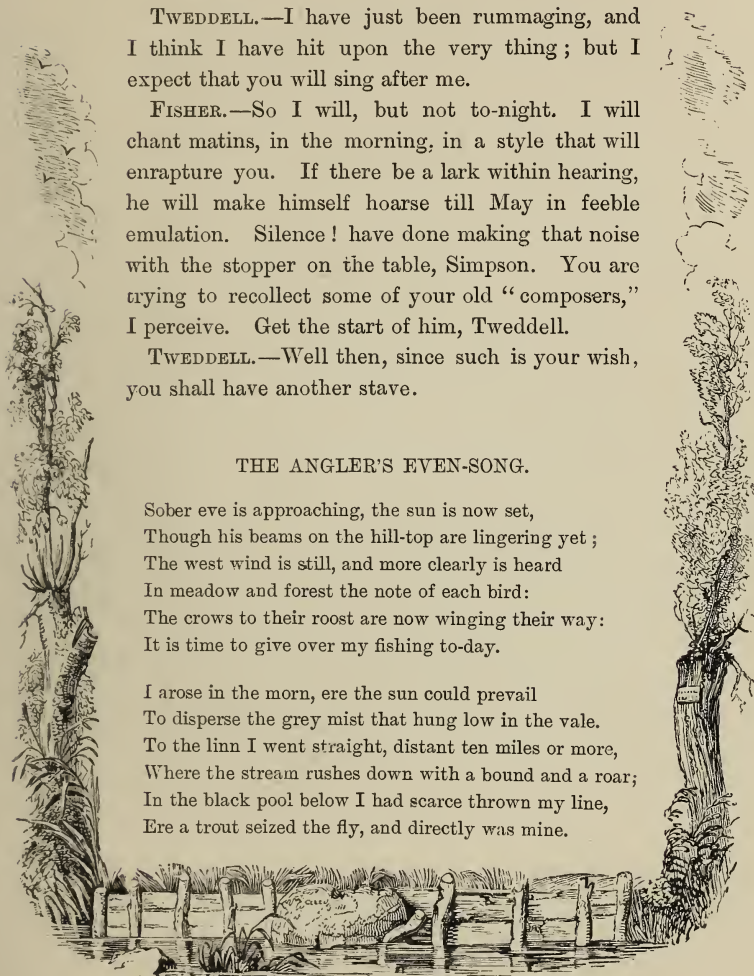 TWEDDELL.—I have just been rummaging, and
I think I have hit upon the very thing; but I
expect that you will sing after me.
FISHER.—So I will, but not to-night. I will
chant matins, in the morning, in a style that will
enrapture you. If there be a lark within hearing,
he will make himself hoarse till May in feeble
emulation. Silence! have done making that noise
with the stopper on the table, Simpson. You are
trying to recollect some of your old “composers,”
I perceive. Get the start of him, Tweddell.
TWEDDELL.—Well then, since such is your wish,
you shall have another stave.
THE ANGLER'S EVEN-SONG.
Sober eve is approaching, the sun is now set,
Though his beams on the hill-top are lingering yet;
The west wind is still, and more clearly is heard
In meadow and forest the note of each bird:
The crows to their roost are now winging their way:
It is time to give over my fishing to-day.
I arose in the morn, ere the sun could prevail
To disperse the grey mist that hung low in the vale.
To the linn I went straight, distant ten miles or more,
Where the stream rushes down with a bound and a roar;
In the black pool below I had scarce thrown my line,
Ere a trout seized the fly, and directly was mine.